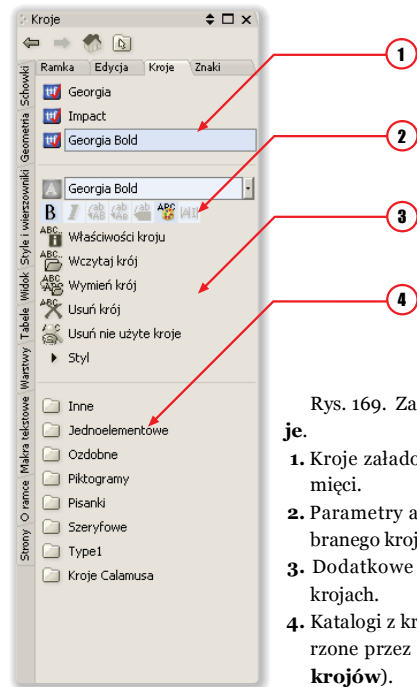 Kroje
Ramka Edycja Kroje Znaki
Georgia
Impact
Georgia Bold
Georgia Bold
B I
Właściwości kroju
Wczytaj krój
Wymień krój
Usuń krój
Usuń nie użyte kroje
Styl
Inne
Jednoelementowe
Ozdobne
Piktogramy
Pisanki
Szeryfowe
Type1
Kroje Calamusa
Schowki
Geometria
Style i wierzzowniki
Widok
Tabele
Warstwy
Makra tekstowe
O ramce
Strony
1
2
3
4
Rys. 169. Za
je.
1. Kroje załado
mięci.
2. Parametry a
branego kroj
3. Dodatkowe
krojach.
4. Katalogi z kr
rzone przez
krojów).